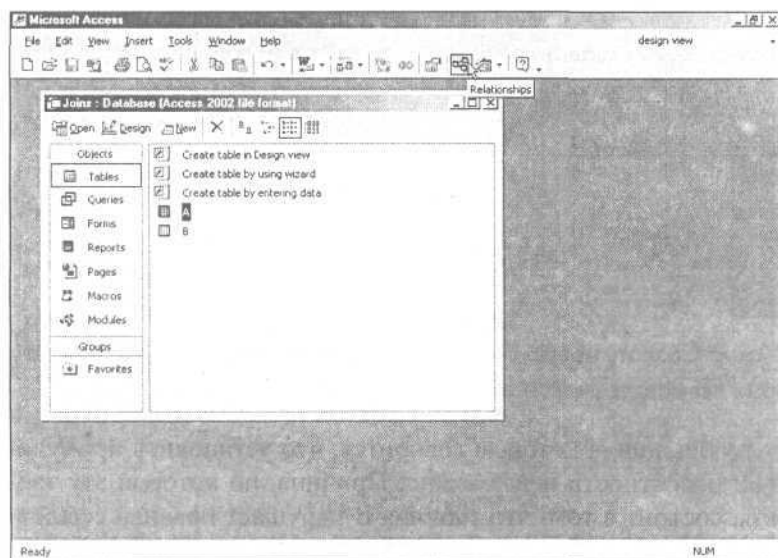 Microsoft Access
File Edit View Insert Tools Window Help
design view
Relationships
Joins : Database (Access 2002 file format)
Open Design New
Objects
Tables
Queries
Forms
Reports
Pages
Macros
Modules
Groups
Favorites
Create table in Design view
Create table by using wizard
Create table by entering data
A
B
Ready
NUM